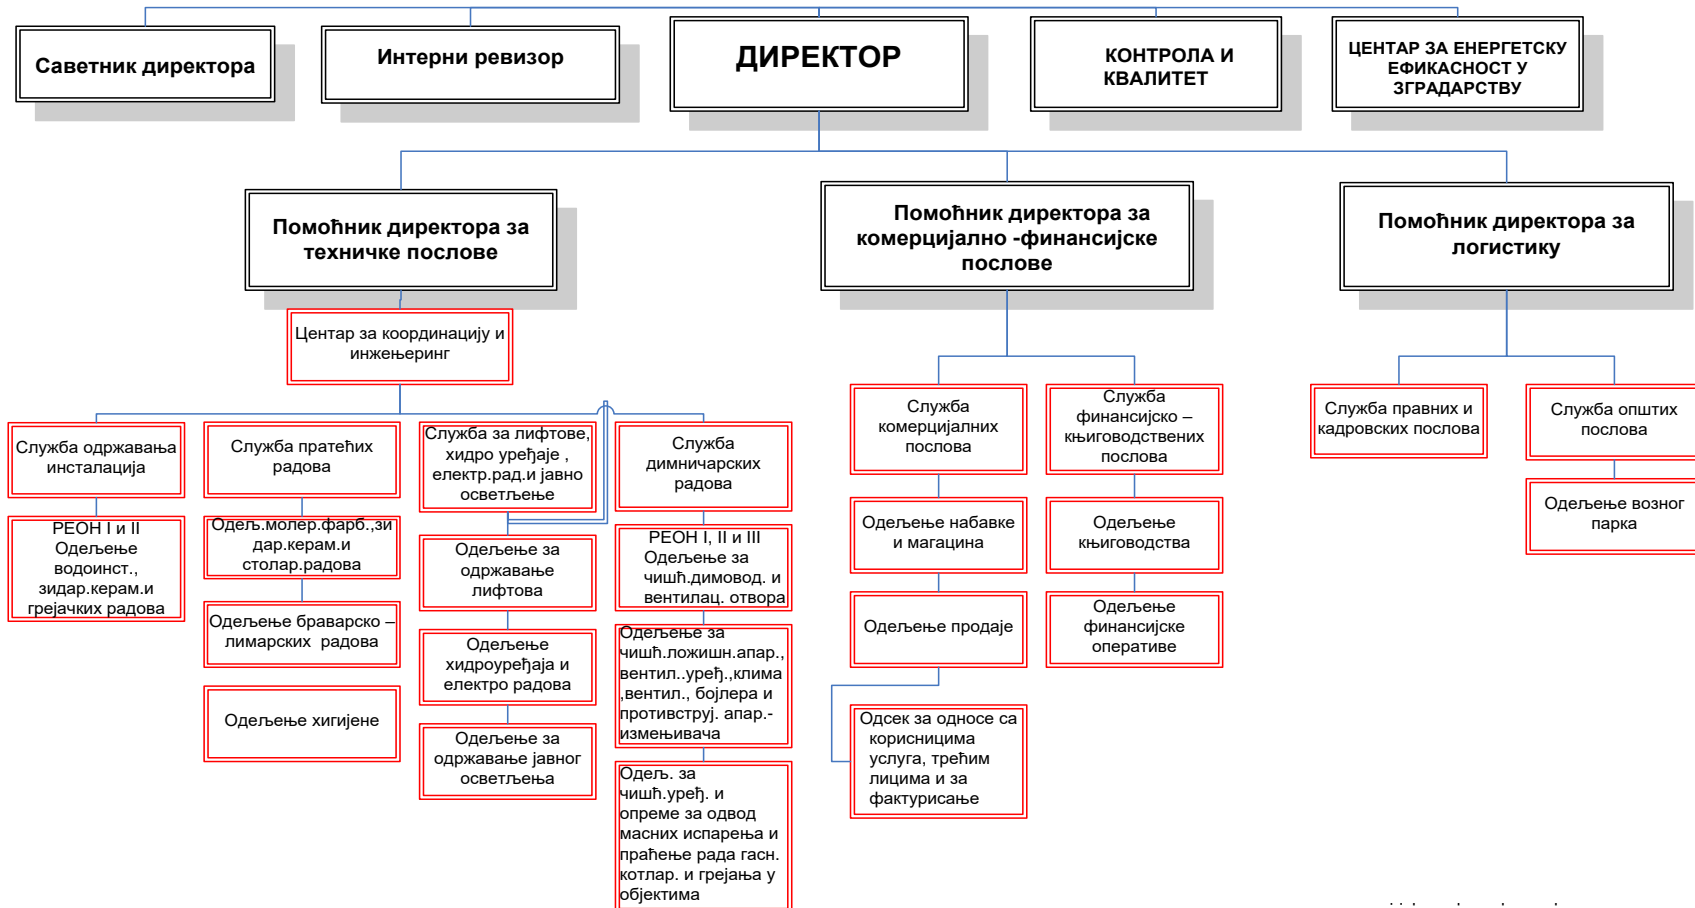 Саветник директора
Интерни ревизор
ДИРЕКТОР
КОНТРОЛА И
КВАЛИТЕТ
ЦЕНТАР ЗА ЕНЕРГЕТСКУ
ЕФИКАСНОСТ У
ЗГРАДАРСТВУ
Помоћник директора за
техничке послове
Помоћник директора за
комерцијално -финансијске
послове
Помоћник директора за
логистику
Центар за координацију и
инжењеринг
Служба одржавања
инсталација
РЕОН I и II
Одељење
водоинст.,
зидар.керам.и
грејачких радова
Служба пратећих
радова
Одељ.молер.фарб.,зи
дар.керам.и
столар.радова
Одељење браварско –
лимарских радова
Одељење хигијене
Служба за лифтове,
хидро уређаје ,
електр.рад.и јавно
осветљење
Одељење за
одржавање
лифтова
Одељење
хидроуређаја и
електро радова
Одељење за
одржавање јавног
осветљења
Служба
димничарских
радова
РЕОН I, II и III
Одељење за
чишћ.димовод. и
вентилац. отвора
Одељење за
чишћ.ложишн.апар.,
вентил..уређ.,клима
,вентил., бојлера и
противструј. апар.-
измењивача
Одељ. за
чишћ.уређ. и
опреме за одвод
масних испарења и
праћење рада гасн.
котлар. и грејања у
објектима
Служба
комерцијалних
послова
Одељење набавке
и магацина
Одељење продаје
Одсек за односе са
корисницима
услуга, трећим
лицима и за
фактурисање
Служба
финансијско –
књиговодствених
послова
Одељење
књиговодства
Одељење
финансијске
оперативе
Служба правних и
кадровских послова
Служба општих
послова
Одељење возног
парка